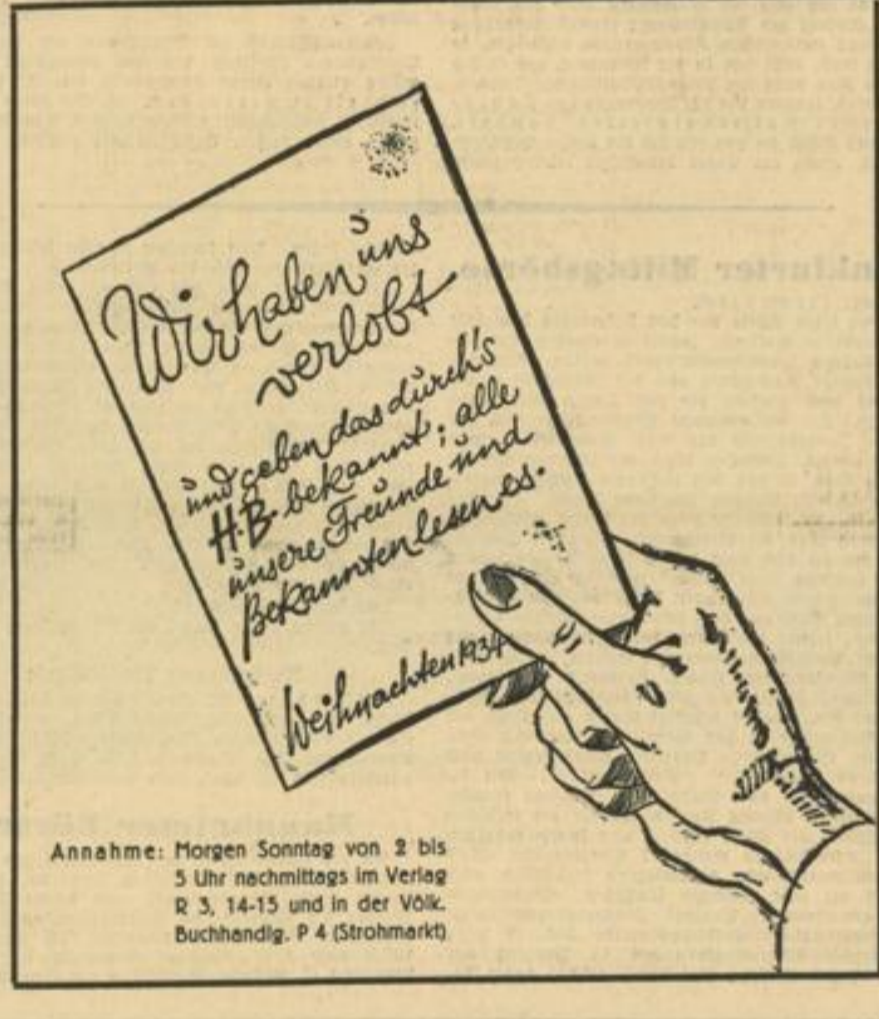 Wir haben uns
verlobt
und geben das durch's
H.B. bekannt; alle
unsere Freunde und
Bekannten lesen es.
Weihnachten 1934
Annahme: Morgen Sonntag von 2 bis
5 Uhr nachmittags im Verlag
R 3, 14-15 und in der Völk.
Buchhandlg. P 4 (Strohmarkt)